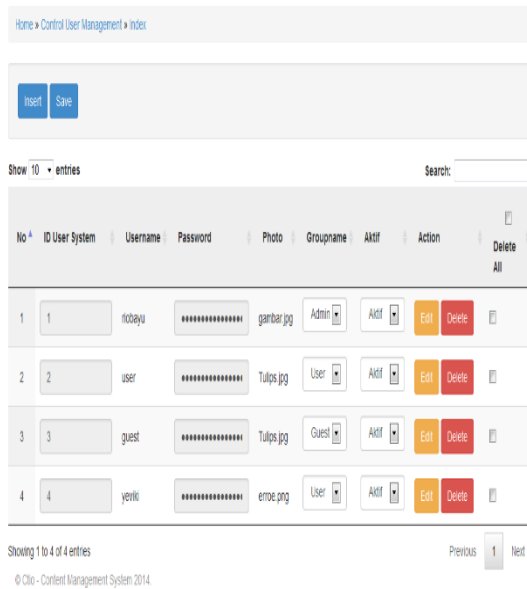 Home » Control User Management » Index
Insert Save
Show 10 entries Search:
No ID User System Username Password Photo Groupname Aktif Action Delete All
1 1 riobayu •••••••••••••••• gambar.jpg Admin Aktif Edit Delete
2 2 user •••••••••••••••• Tulips.jpg User Aktif Edit Delete
3 3 guest •••••••••••••••• Tulips.jpg Guest Aktif Edit Delete
4 4 yeniki •••••••••••••••• erroe.png User Aktif Edit Delete
Showing 1 to 4 of 4 entries Previous 1 Next
© Clio - Content Management System 2014.